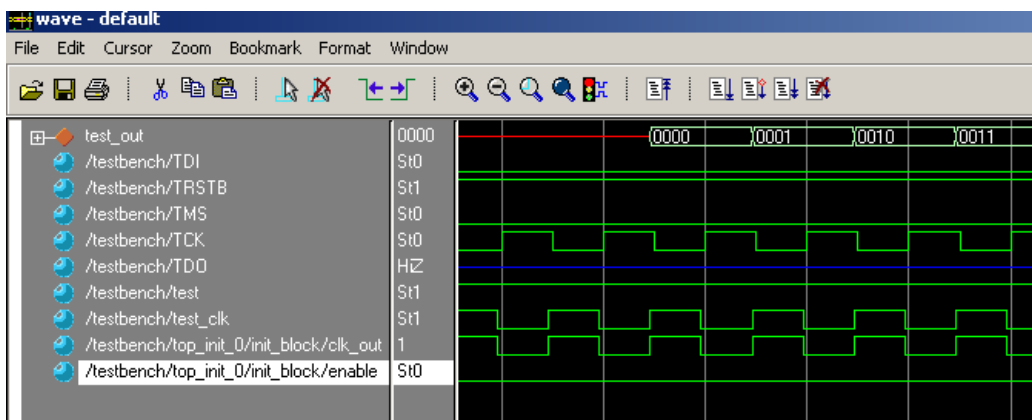 wave - default
File Edit Cursor Zoom Bookmark Format Window
test_out 0000 0000 0001 0010 0011
/testbench/TDI St0
/testbench/TRSTB St1
/testbench/TMS St0
/testbench/TCK St0
/testbench/TDO HiZ
/testbench/test St1
/testbench/test_clk St1
/testbench/top_init_0/init_block/clk_out 1
/testbench/top_init_0/init_block/enable St0